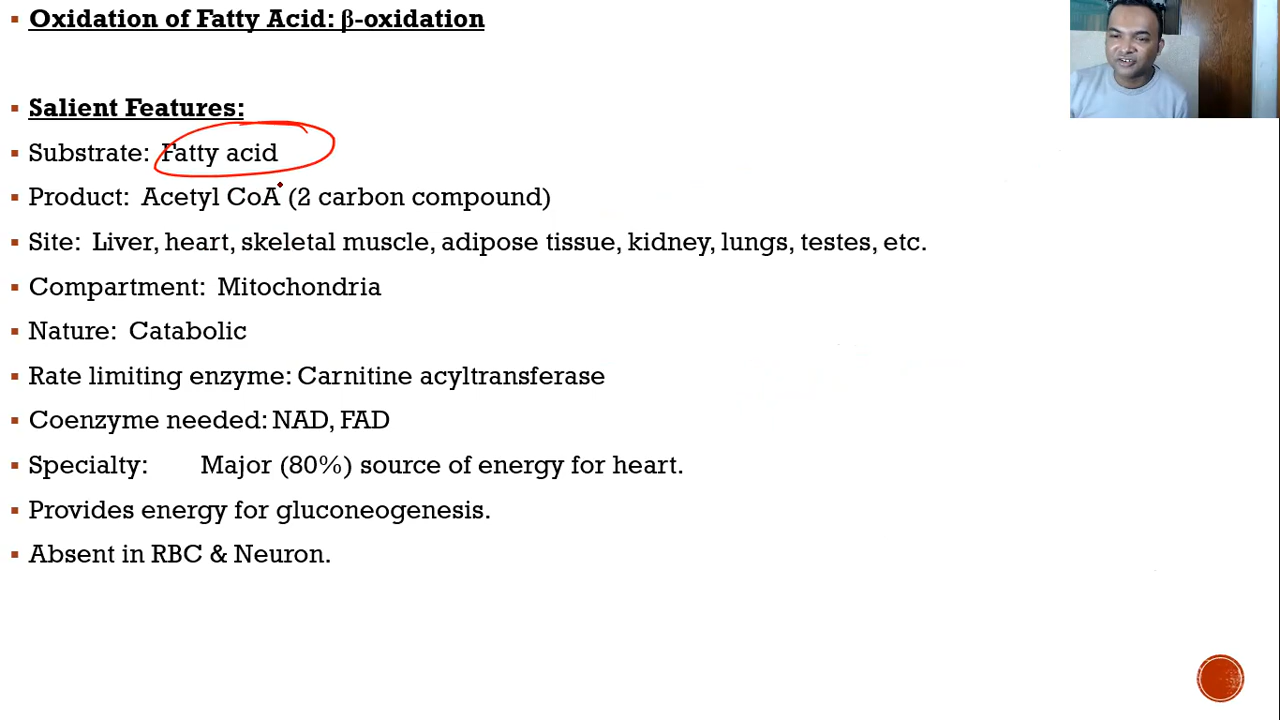 Oxidation of Fatty Acid: β-oxidation
Salient Features:
Substrate: Fatty acid
Product: Acetyl CoA (2 carbon compound)
Site: Liver, heart, skeletal muscle, adipose tissue, kidney, lungs, testes, etc.
Compartment: Mitochondria
Nature: Catabolic
Rate limiting enzyme: Carnitine acyltransferase
Coenzyme needed: NAD, FAD
Specialty: Major (80%) source of energy for heart.
Provides energy for gluconeogenesis.
Absent in RBC & Neuron.